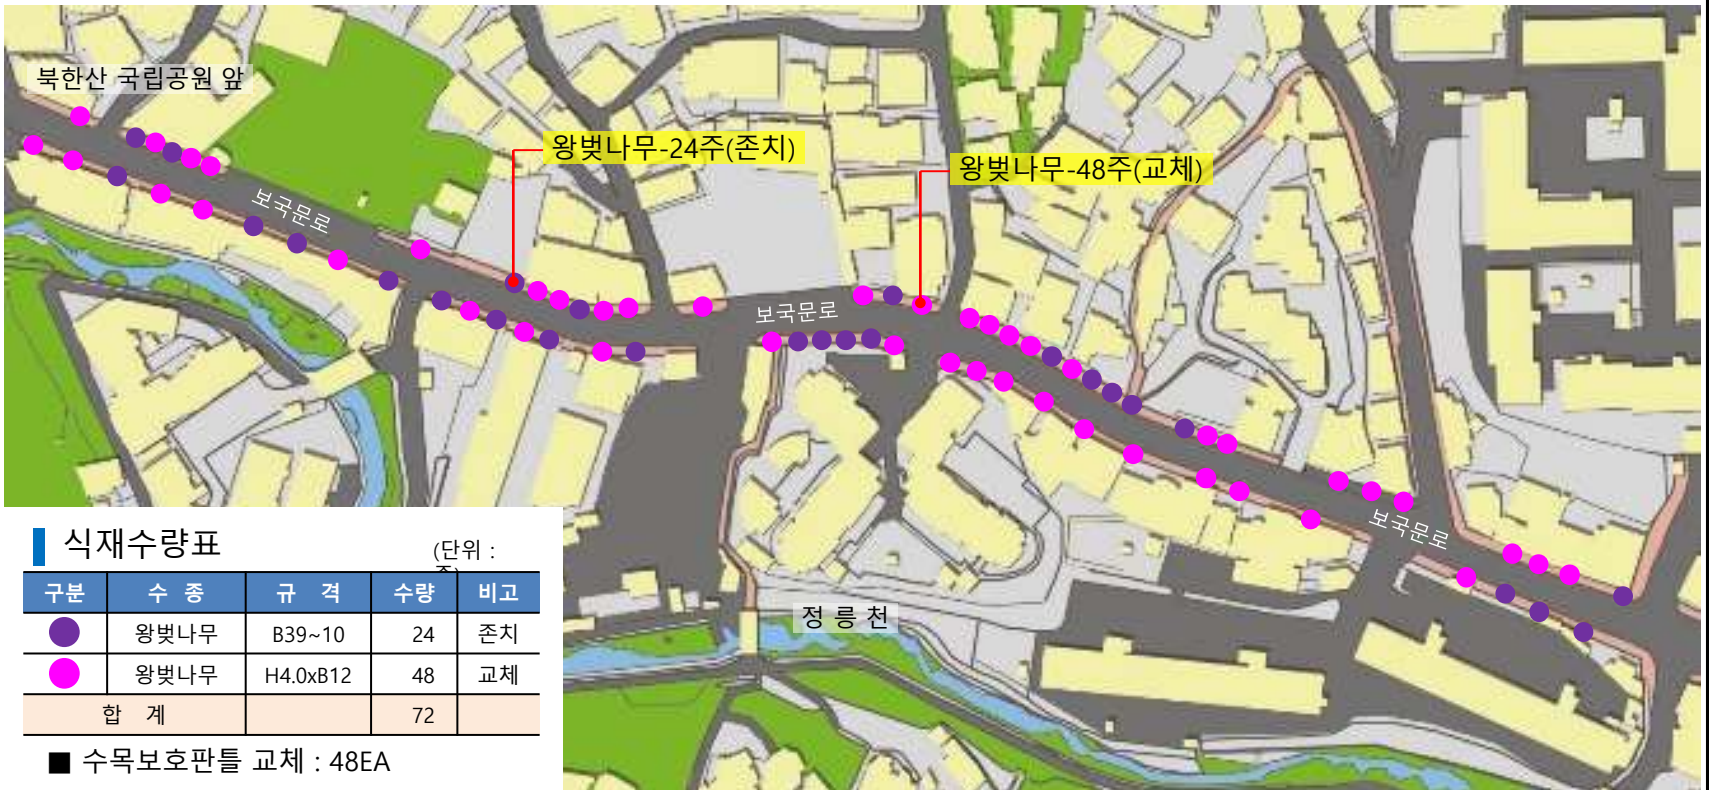 북한산 국립공원 앞
왕벚나무-24주(존치)
왕벚나무-48주(교체)
보국문로
보국문로
보국문로
정 릉 천
식재수량표
(단위 :
구분 수 종 규 격 수량 비고
왕벚나무 B39~10 24 존치
왕벚나무 H4.0xB12 48 교체
합 계 72
■ 수목보호판틀 교체 : 48EA